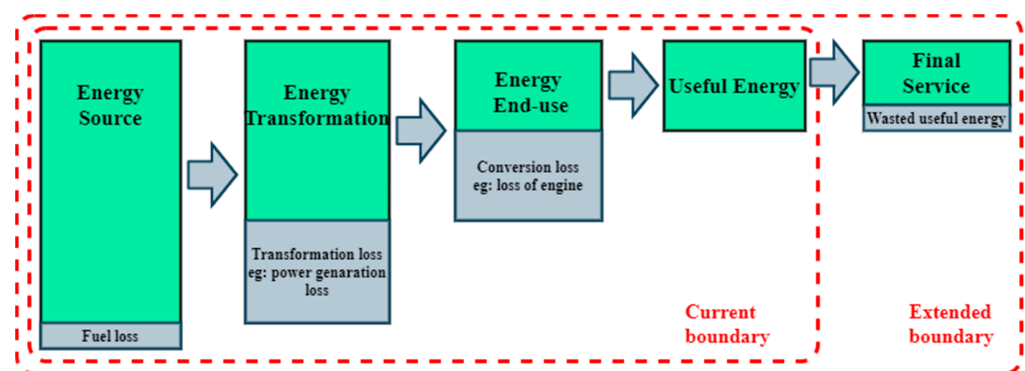 Energy
Source
Fuel loss
Energy
Transformation
Transformation loss
eg: power genaration
loss
Energy
End-use
Conversion loss
eg: loss of engine
Useful Energy
Final
Service
Wasted useful energy
Current
boundary
Extended
boundary